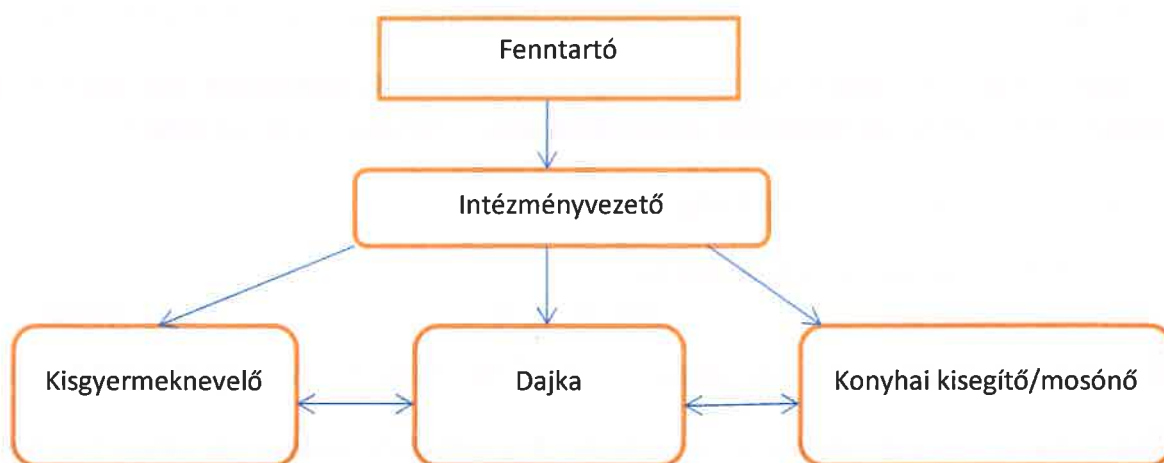 Fenntartó
Intézményvezető
Kisgyermeknevelő
Dajka
Konyhai kisegítő/mosónő